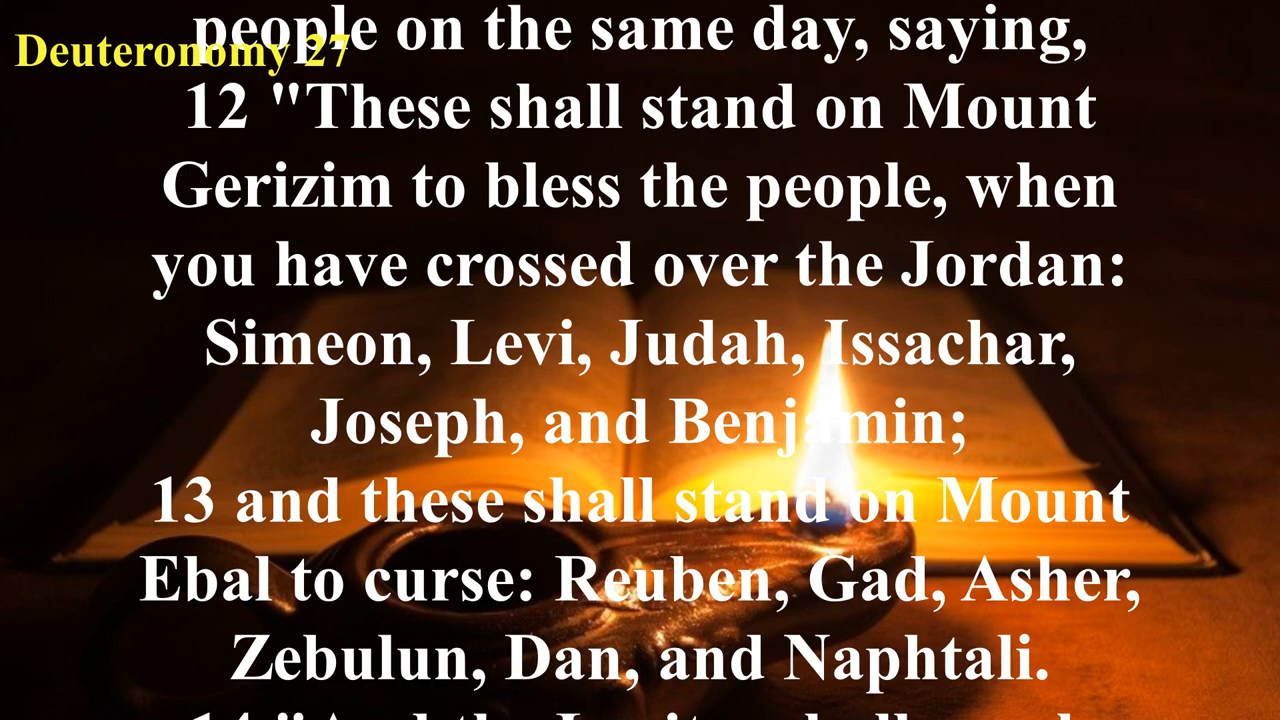 people on the same day, saying,
Deuteronomy 27
12 "These shall stand on Mount
Gerizim to bless the people, when
you have crossed over the Jordan:
Simeon, Levi, Judah, Issachar,
Joseph, and Benjamin;
13 and these shall stand on Mount
Ebal to curse: Reuben, Gad, Asher,
Zebulun, Dan, and Naphtali.